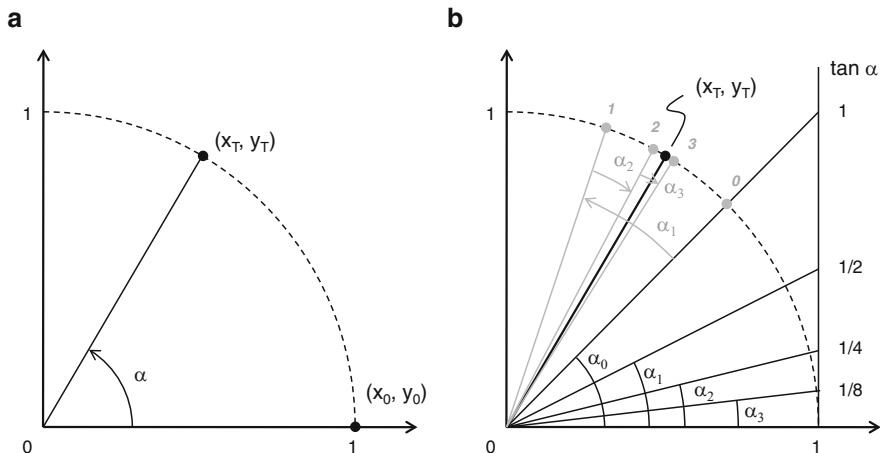 a
1
(x_T, y_T)
α
(x_0, y_0)
0
1
b
tan α
(x_T, y_T)
1
1
2
3
0
1
α_2
α_3
α_1
1/2
α_0
α_1
α_2
α_3
1/4
1/8
0
1